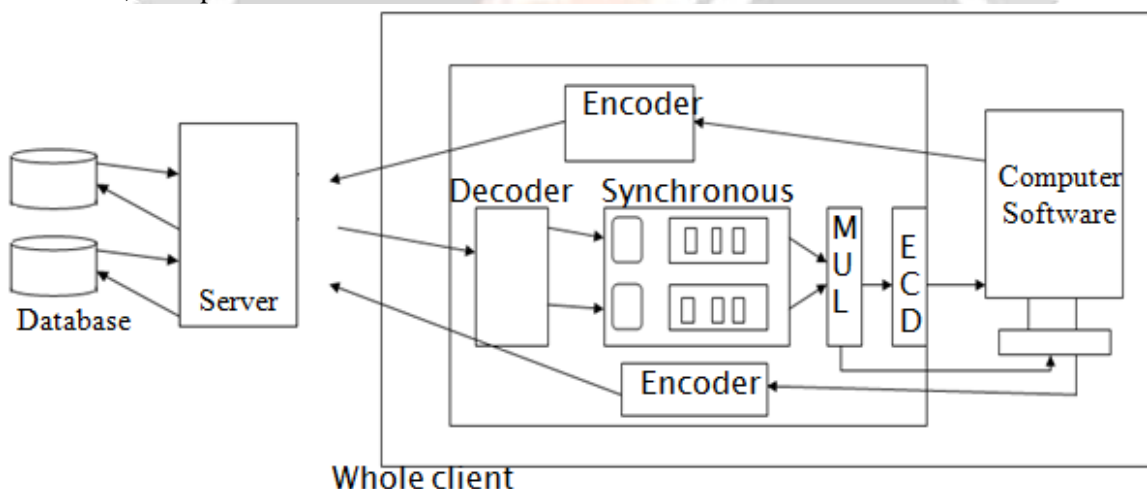 Encoder
Decoder
Synchronous
Computer
Software
M
U
L
E
C
D
Server
Database
Encoder
Whole client